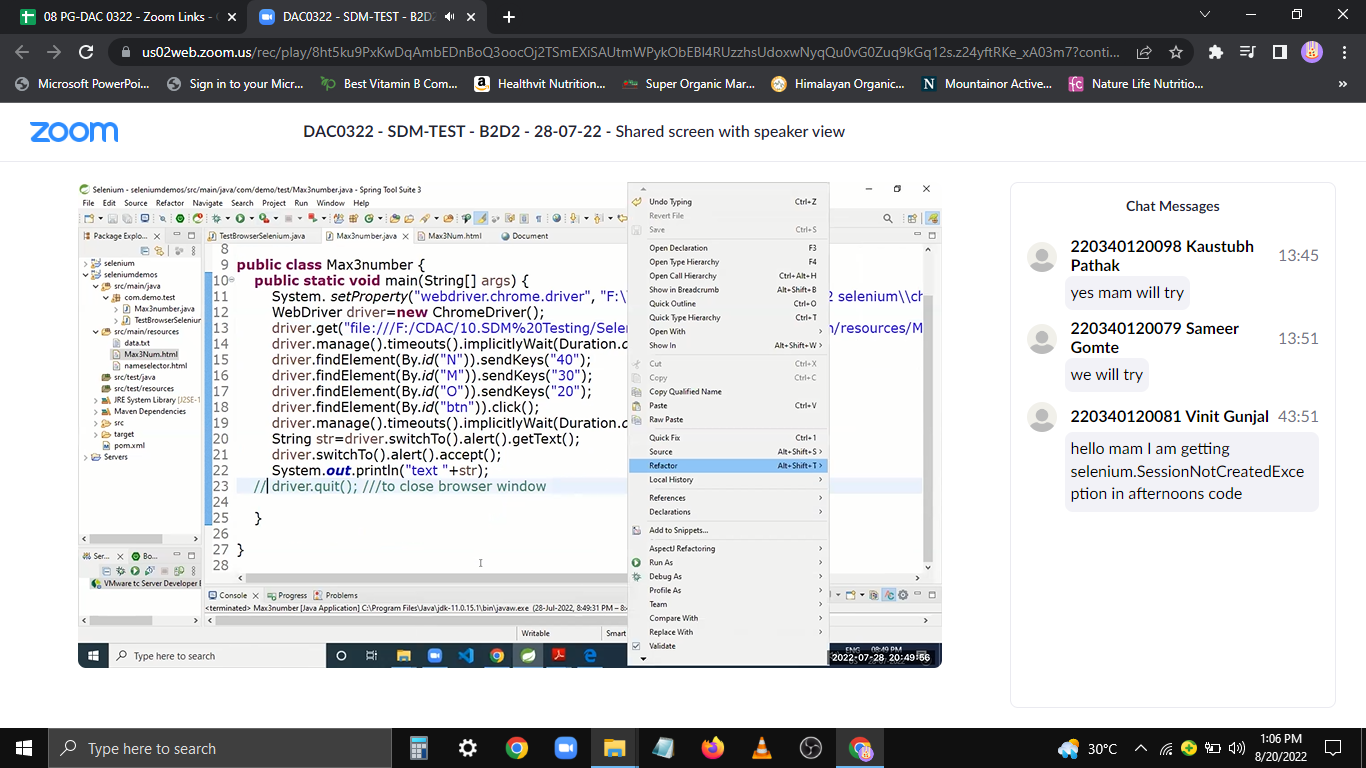 08 PG-DAC 0322 - Zoom Links -
DAC0322 - SDM-TEST - B2D2
us02web.zoom.us/rec/play/8ht5ku9PxKwDqAmbEDnBoQ3oocOj2TSmEXiSAUtmWPykObEBl4RUzzhsUdoxwNyqQu0vG0Zuq9kGq12s.z24yftRKe_xA03m7?conti...
Microsoft PowerPoi... Sign in to your Micr... Best Vitamin B Com... Healthvit Nutrition... Super Organic Mar... Himalayan Organic... Mountainor Active... Nature Life Nutritio... »
zoom
DAC0322 - SDM-TEST - B2D2 - 28-07-22 - Shared screen with speaker view
Selenium - seleniumdemos/src/main/java/com/demo/test/Max3number.java - Spring Tool Suite 3
File Edit Source Refactor Navigate Search Project Run Window Help
Package Explo...
selenium
seleniumdemos
src/main/java
com.demo.test
Max3number.java
TestBrowserSeleniu
src/main/resources
data.txt
Max3Num.html
nameselector.html
src/test/java
src/test/resources
JRE System Library [J2SE-1
Maven Dependencies
src
target
pom.xml
Servers
Ser... Bo...
VMware tc Server Developer E
TestBrowserSelenium.java Max3number.java Max3Num.html Document
8
9 public class Max3number {
10 public static void main(String[] args) {
11 System. setProperty("webdriver.chrome.driver", "F:\ 2 selenium\\ch
12 WebDriver driver=new ChromeDriver();
13 driver.get("file:///F:/CDAC/10.SDM%20Testing/Selen n/resources/M
14 driver.manage().timeouts().implicitlyWait(Duration.o
15 driver.findElement(By.id("N")).sendKeys("40");
16 driver.findElement(By.id("M")).sendKeys("30");
17 driver.findElement(By.id("O")).sendKeys("20");
18 driver.findElement(By.id("btn")).click();
19 driver.manage().timeouts().implicitlyWait(Duration.o
20 String str=driver.switchTo().alert().getText();
21 driver.switchTo().alert().accept();
22 System.out.println("text "+str);
23 // driver.quit(); ///to close browser window
24
25 }
26
27 }
28
Console Progress Problems
<terminated> Max3number [Java Application] C:\Program Files\Java\jdk-11.0.15.1\bin\javaw.exe (28-Jul-2022, 8:49:31 PM – 8:4
Writable Smart
Undo Typing Ctrl+Z
Revert File
Save Ctrl+S
Open Declaration F3
Open Type Hierarchy F4
Open Call Hierarchy Ctrl+Alt+H
Show in Breadcrumb Alt+Shift+B
Quick Outline Ctrl+O
Quick Type Hierarchy Ctrl+T
Open With
Show In Alt+Shift+W
Cut Ctrl+X
Copy Ctrl+C
Copy Qualified Name
Paste Ctrl+V
Raw Paste
Quick Fix Ctrl+1
Source Alt+Shift+S
Refactor Alt+Shift+T
Local History
References
Declarations
Add to Snippets...
AspectJ Refactoring
Run As
Debug As
Profile As
Team
Compare With
Replace With
Validate
Type here to search
ENG 08:49 PM
2022-07-28 20:49:56
Chat Messages
220340120098 Kaustubh
Pathak 13:45
yes mam will try
220340120079 Sameer
Gomte 13:51
we will try
220340120081 Vinit Gunjal 43:51
hello mam I am getting
selenium.SessionNotCreatedExce
ption in afternoons code
Type here to search
30°C
1:06 PM
8/20/2022